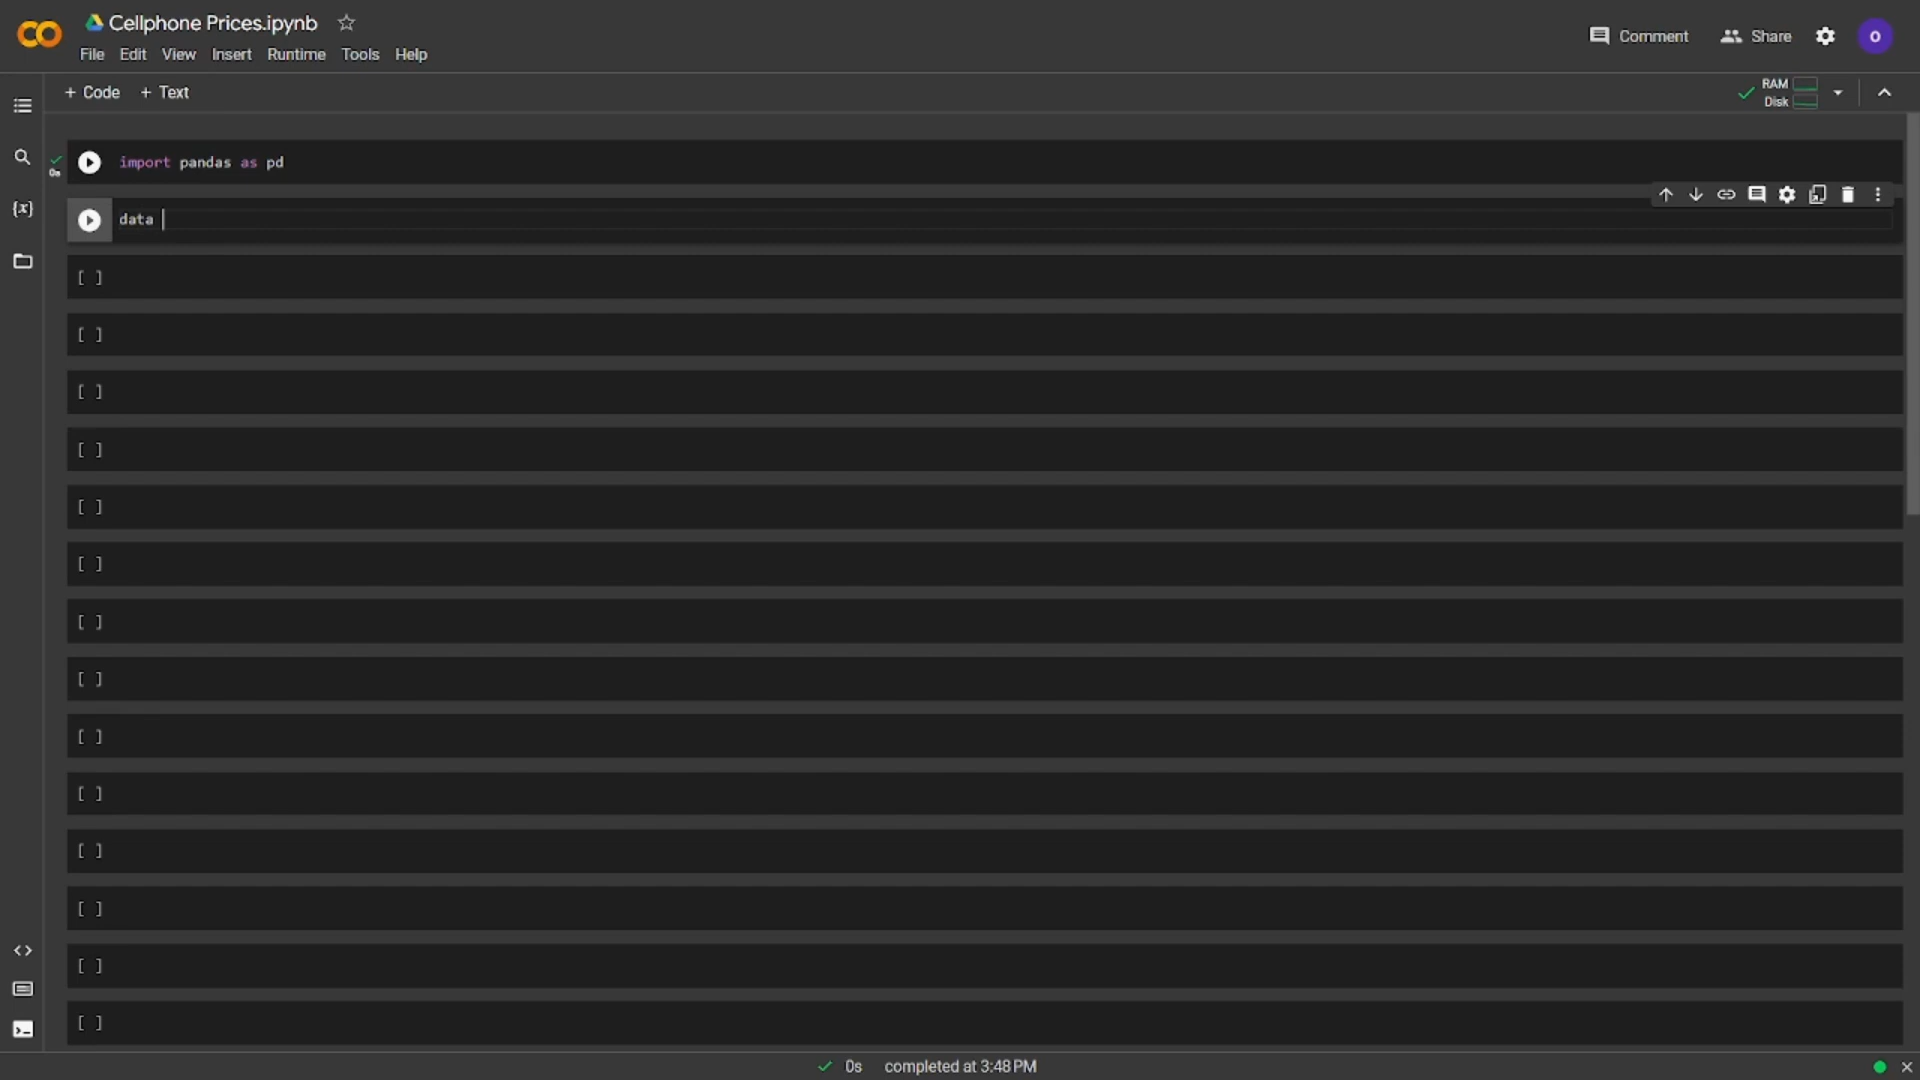 Cellphone Prices.ipynb
File Edit View Insert Runtime Tools Help
Comment Share O
+ Code + Text
RAM
Disk
0s
import pandas as pd
data
[ ]
[ ]
[ ]
[ ]
[ ]
[ ]
[ ]
[ ]
[ ]
[ ]
[ ]
[ ]
[ ]
[ ]
0s completed at 3:48 PM